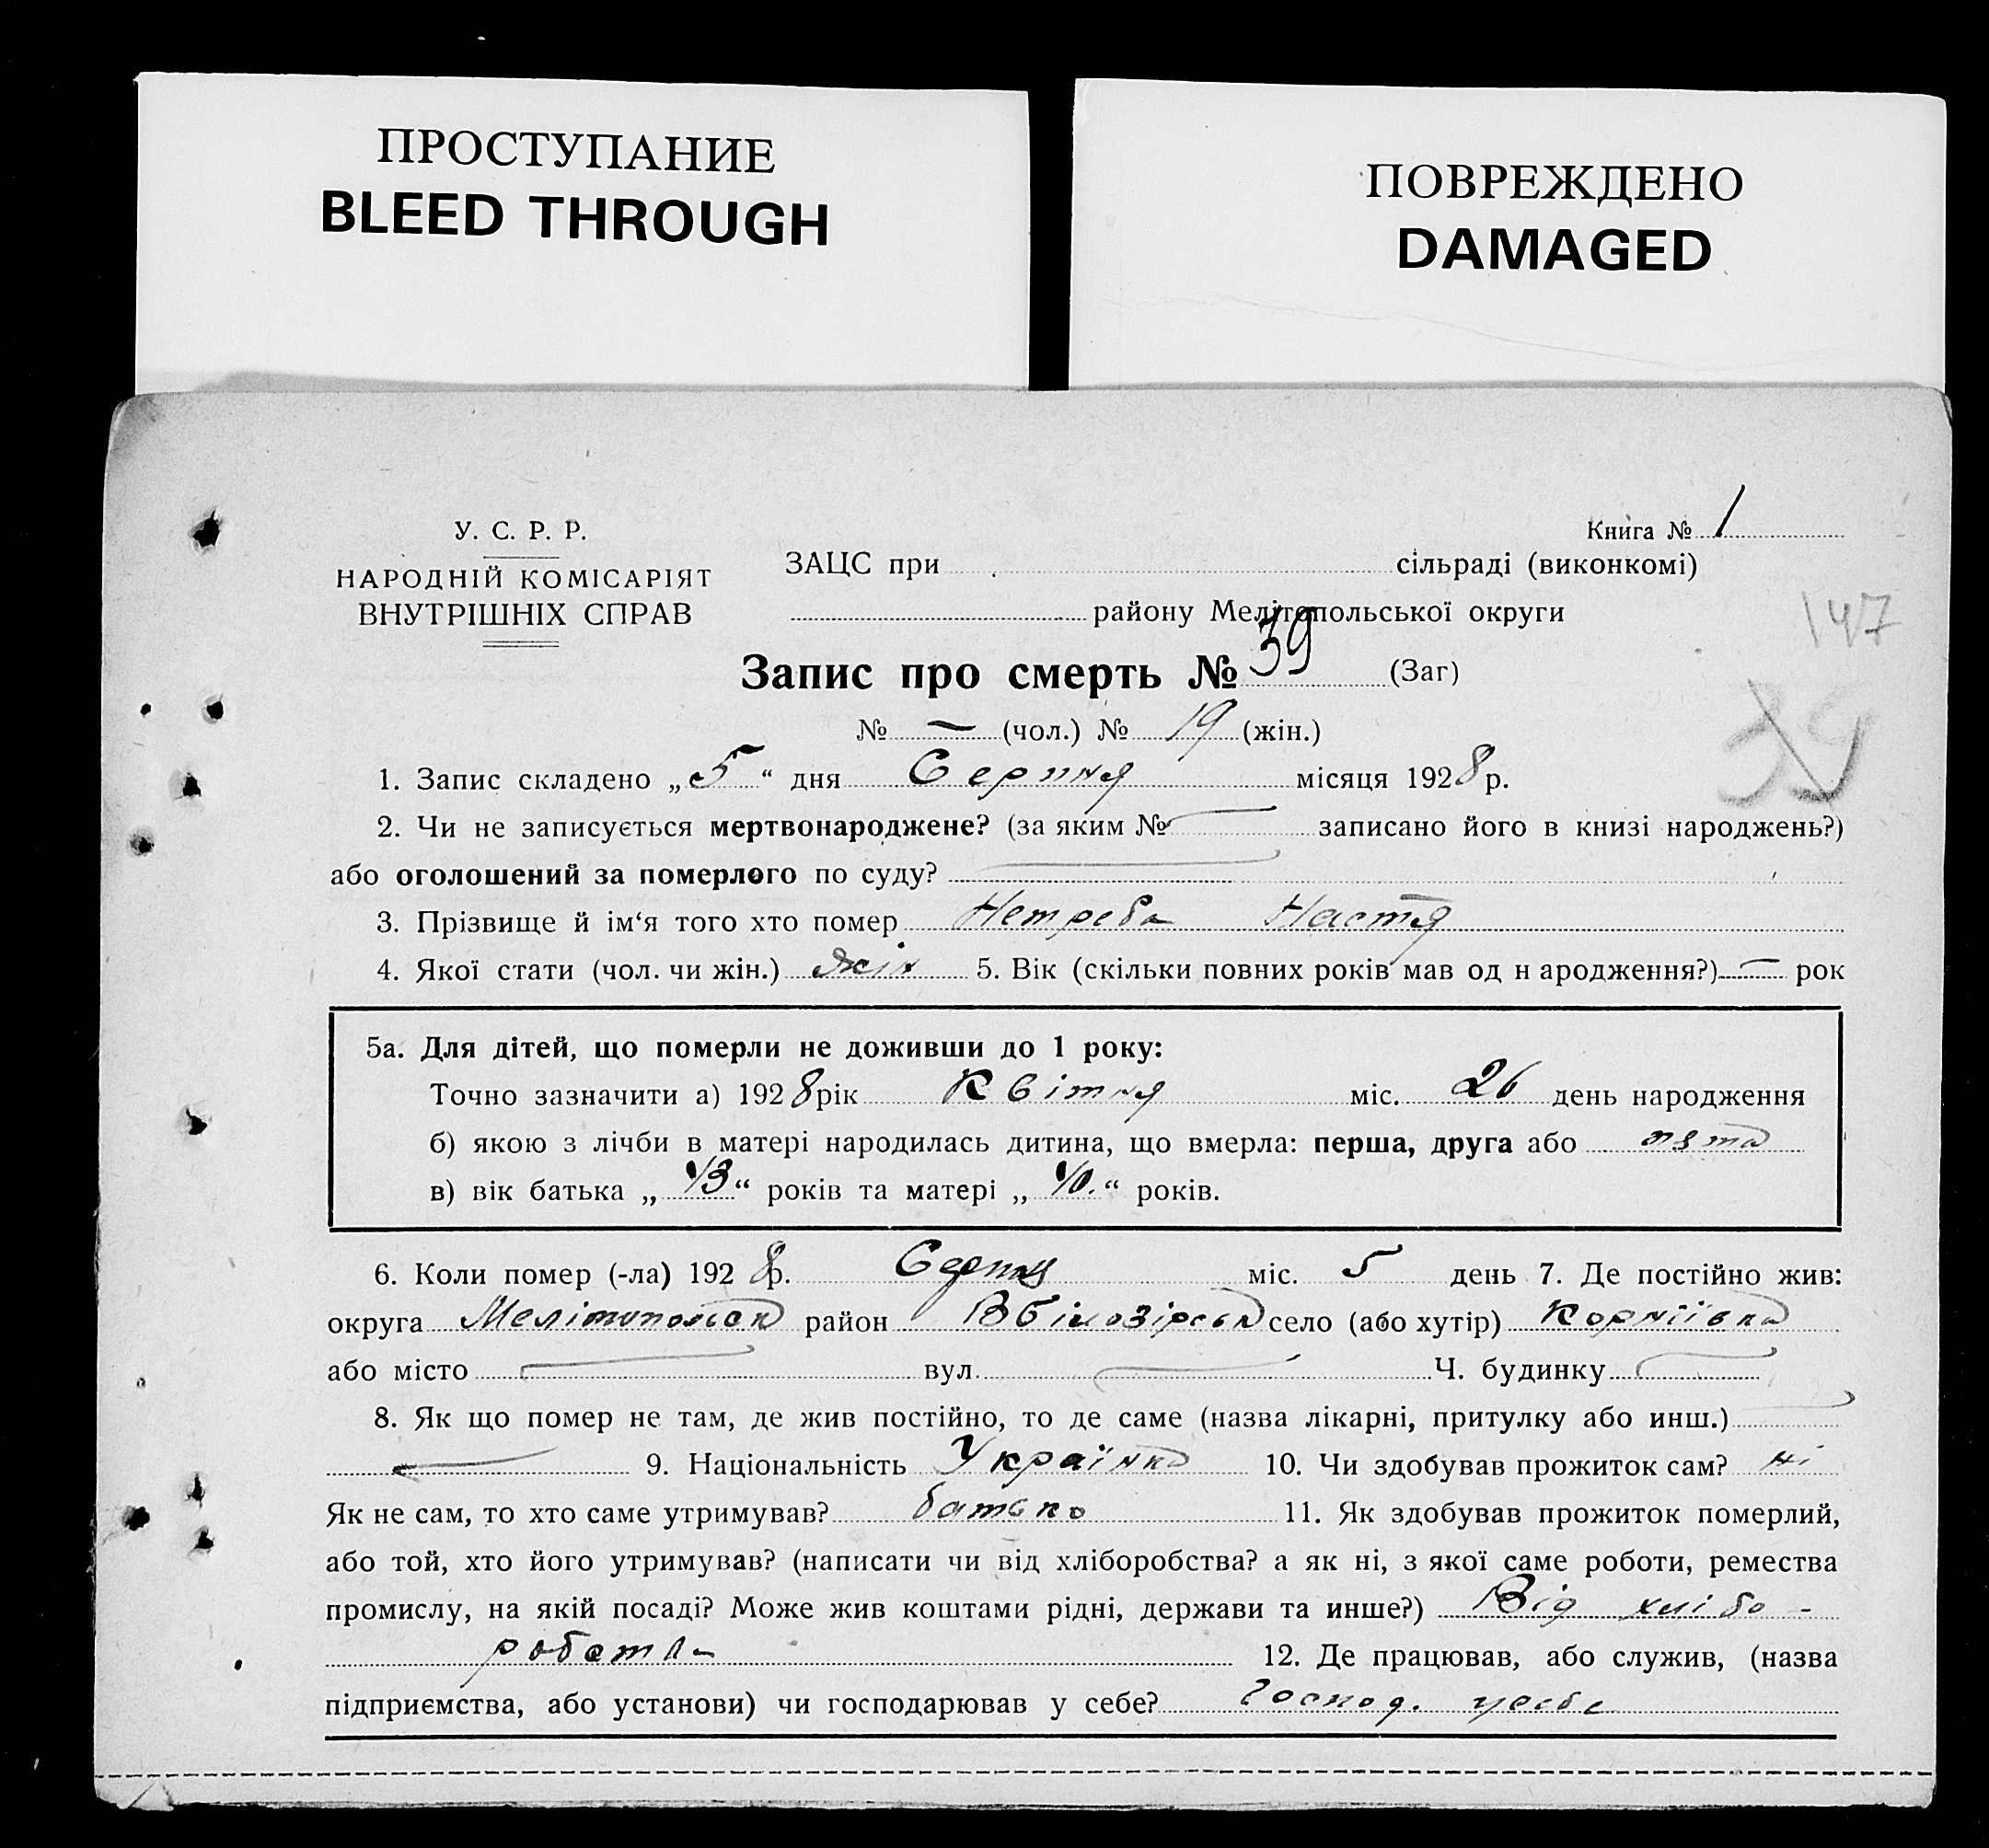 ПРОСТУПАНИЕ
BLEED THROUGH
ПОВРЕЖДЕНО
DAMAGED
Книга № 1
У. С. Р. Р.
НАРОДНІЙ КОМІСАРІЯТ
ВНУТРІШНІХ СПРАВ
ЗАЦС при сільраді (виконкомі)
району Мелітопольської округи
147
Запис про смерть № 39 (Заг)
39
№ — (чол.) № 19 (жін.)
1. Запис складено „5“ дня Серпня місяця 1928 р.
2. Чи не записується мертвонароджене? (за яким № — записано його в книзі народжень?)
або оголошений за померлого по суду? —
3. Прізвище й ім‘я того хто помер Нетреба Настя
4. Якої стати (чол. чи жін.) жін 5. Вік (скільки повних років мав од н ародження?) — рок
5а. Для дітей, що померли не доживши до 1 року:
Точно зазначити а) 1928 рік Квітня міс. 26 день народження
б) якою з лічби в матері народилась дитина, що вмерла: перша, друга або пята
в) вік батька „43“ років та матері „40.“ років.
6. Коли помер (-ла) 1928 р. Серпня міс. 5 день 7. Де постійно жив:
округа Мелітопольск район ВБілозірськ село (або хутір) Корніївка
або місто — вул. — Ч. будинку —
8. Як що помер не там, де жив постійно, то де саме (назва лікарні, притулку або инш.) —
— 9. Національність Українка 10. Чи здобував прожиток сам? ні
Як не сам, то хто саме утримував? батько 11. Як здобував прожиток померлий,
або той, хто його утримував? (написати чи від хліборобства? а як ні, з якої саме роботи, ремества
промислу, на якій посаді? Може жив коштами рідні, держави та инше?) Від хлібо-
робства 12. Де працював, або служив, (назва
підприємства, або установи) чи господарював у себе? Господ. усебе